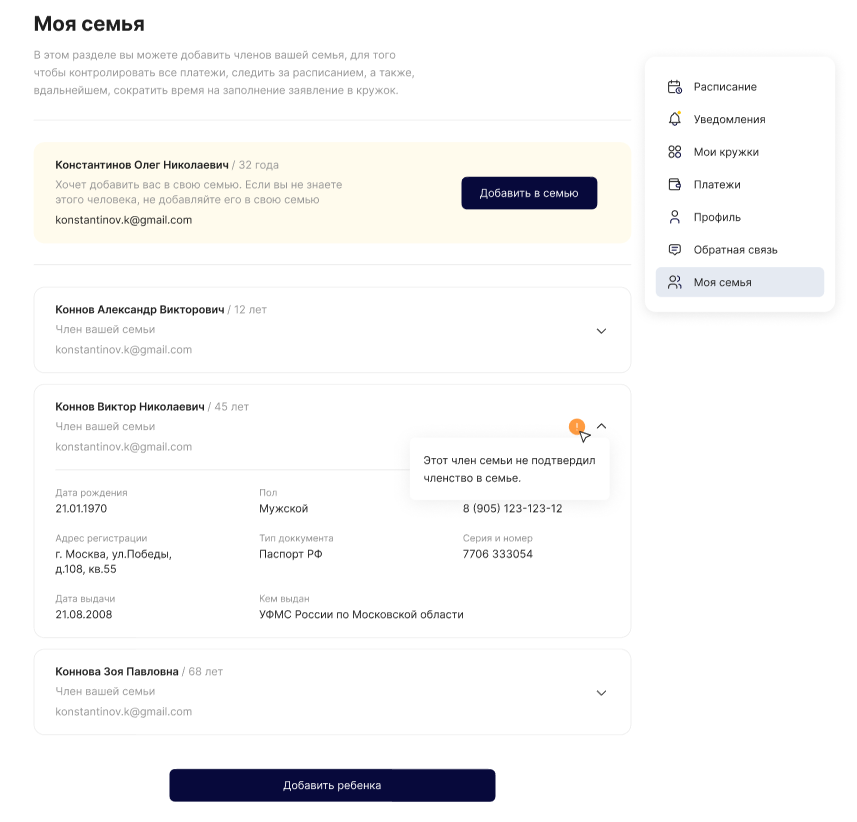 Моя семья
В этом разделе вы можете добавить членов вашей семья, для того
чтобы контролировать все платежи, следить за расписанием, а также,
вдальнейшем, сократить время на заполнение заявление в кружок.
Константинов Олег Николаевич / 32 года
Хочет добавить вас в свою семью. Если вы не знаете
этого человека, не добавляйте его в свою семью
konstantinov.k@gmail.com
Добавить в семью
Коннов Александр Викторович / 12 лет
Член вашей семьи
konstantinov.k@gmail.com
Коннов Виктор Николаевич / 45 лет
Член вашей семьи
konstantinov.k@gmail.com
!
Этот член семьи не подтвердил
членство в семье.
Дата рождения
21.01.1970
Пол
Мужской
8 (905) 123-123-12
Адрес регистрации
г. Москва, ул.Победы,
д.108, кв.55
Тип доккумента
Паспорт РФ
Серия и номер
7706 333054
Дата выдачи
21.08.2008
Кем выдан
УФМС России по Московской области
Коннова Зоя Павловна / 68 лет
Член вашей семьи
konstantinov.k@gmail.com
Добавить ребенка
Расписание
Уведомления
Мои кружки
Платежи
Профиль
Обратная связь
Моя семья